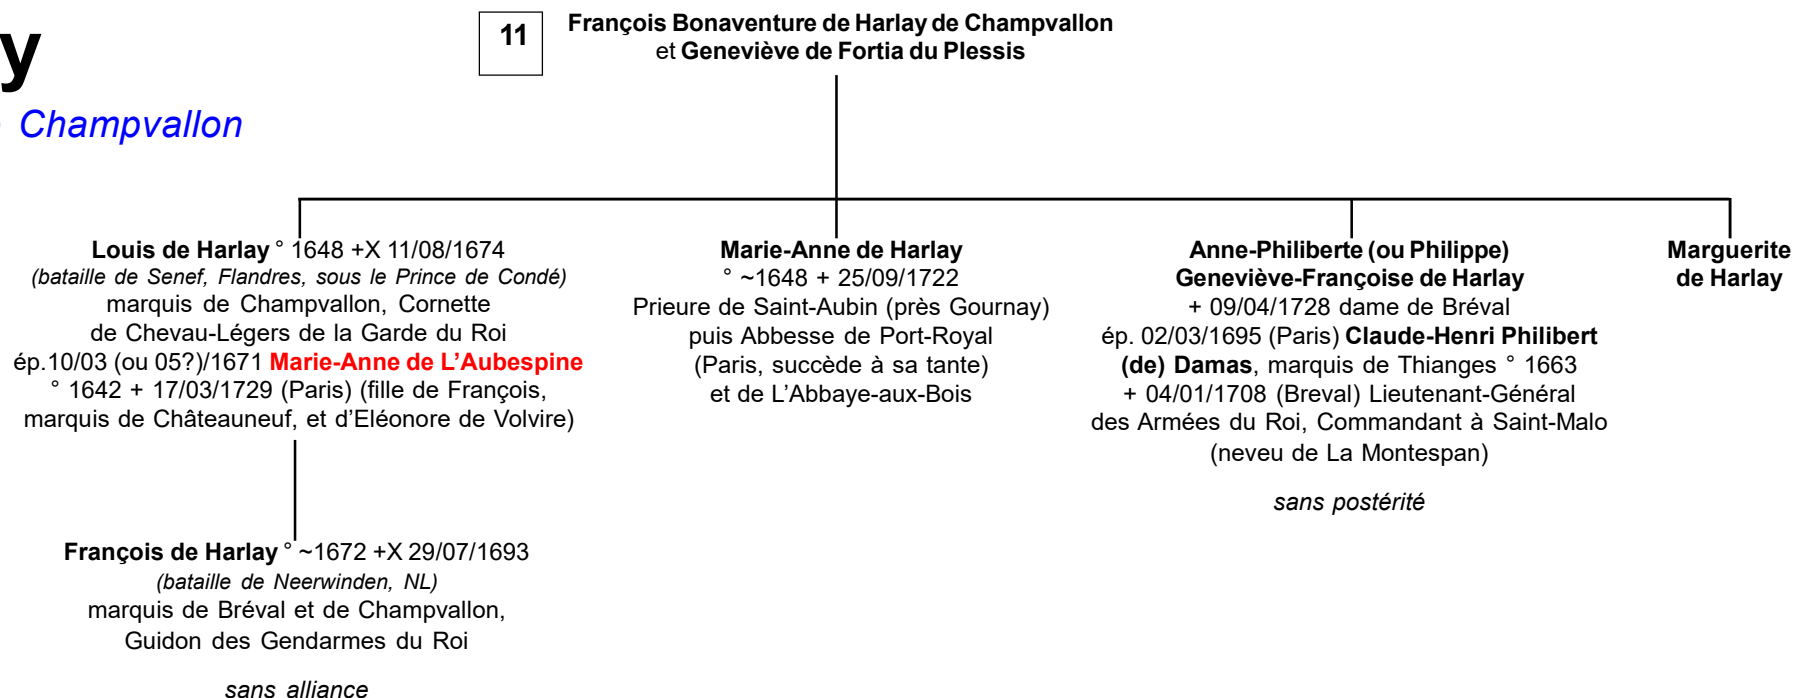 y
Champvallon
11
François Bonaventure de Harlay de Champvallon
et Geneviève de Fortia du Plessis
Louis de Harlay ° 1648 +X 11/08/1674
(bataille de Senef, Flandres, sous le Prince de Condé)
marquis de Champvallon, Cornette
de Chevau-Légers de la Garde du Roi
ép.10/03 (ou 05?)/1671 Marie-Anne de L'Aubespine
° 1642 + 17/03/1729 (Paris) (fille de François,
marquis de Châteauneuf, et d'Eléonore de Volvire)
Marie-Anne de Harlay
° ~1648 + 25/09/1722
Prieure de Saint-Aubin (près Gournay)
puis Abbesse de Port-Royal
(Paris, succède à sa tante)
et de L'Abbaye-aux-Bois
Anne-Philiberte (ou Philippe)
Geneviève-Françoise de Harlay
+ 09/04/1728 dame de Bréval
ép. 02/03/1695 (Paris) Claude-Henri Philibert
(de) Damas, marquis de Thianges ° 1663
+ 04/01/1708 (Breval) Lieutenant-Général
des Armées du Roi, Commandant à Saint-Malo
(neveu de La Montespan)
sans postérité
Marguerite
de Harlay
François de Harlay ° ~1672 +X 29/07/1693
(bataille de Neerwinden, NL)
marquis de Bréval et de Champvallon,
Guidon des Gendarmes du Roi
sans alliance